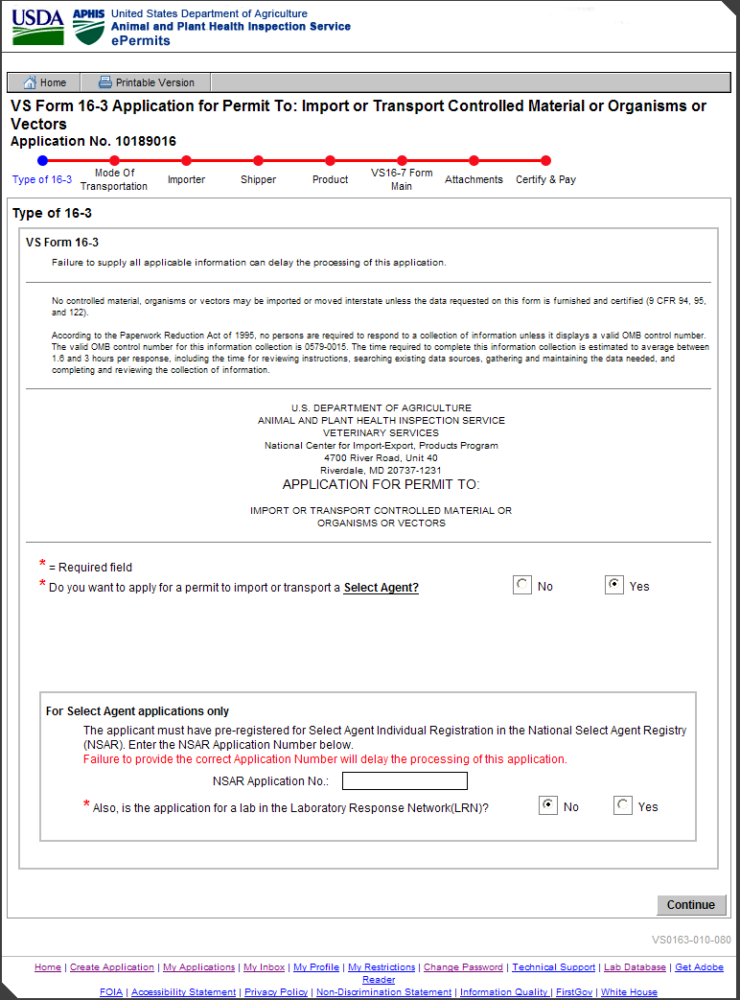 USDA APHIS United States Department of Agriculture
Animal and Plant Health Inspection Service
ePermits
Home Printable Version
VS Form 16-3 Application for Permit To: Import or Transport Controlled Material or Organisms or
Vectors
Application No. 10189016
Type of 16-3 Mode Of Transportation Importer Shipper Product VS16-7 Form Main Attachments Certify & Pay
Type of 16-3
VS Form 16-3
Failure to supply all applicable information can delay the processing of this application.
No controlled material, organisms or vectors may be imported or moved interstate unless the data requested on this form is furnished and certified (9 CFR 94, 95,
and 122).
According to the Paperwork Reduction Act of 1995, no persons are required to respond to a collection of information unless it displays a valid OMB control number.
The valid OMB control number for this information collection is 0579-0015. The time required to complete this information collection is estimated to average between
1.6 and 3 hours per response, including the time for reviewing instructions, searching existing data sources, gathering and maintaining the data needed, and
completing and reviewing the collection of information.
U.S. DEPARTMENT OF AGRICULTURE
ANIMAL AND PLANT HEALTH INSPECTION SERVICE
VETERINARY SERVICES
National Center for Import-Export, Products Program
4700 River Road, Unit 40
Riverdale, MD 20737-1231
APPLICATION FOR PERMIT TO:
IMPORT OR TRANSPORT CONTROLLED MATERIAL OR
ORGANISMS OR VECTORS
* = Required field
* Do you want to apply for a permit to import or transport a Select Agent? No Yes
For Select Agent applications only
The applicant must have pre-registered for Select Agent Individual Registration in the National Select Agent Registry
(NSAR). Enter the NSAR Application Number below.
Failure to provide the correct Application Number will delay the processing of this application.
NSAR Application No.:
* Also, is the application for a lab in the Laboratory Response Network(LRN)? No Yes
Continue
VS0163-010-080
Home | Create Application | My Applications | My Inbox | My Profile | My Restrictions | Change Password | Technical Support | Lab Database | Get Adobe
Reader
FOIA | Accessibility Statement | Privacy Policy | Non-Discrimination Statement | Information Quality | FirstGov | White House